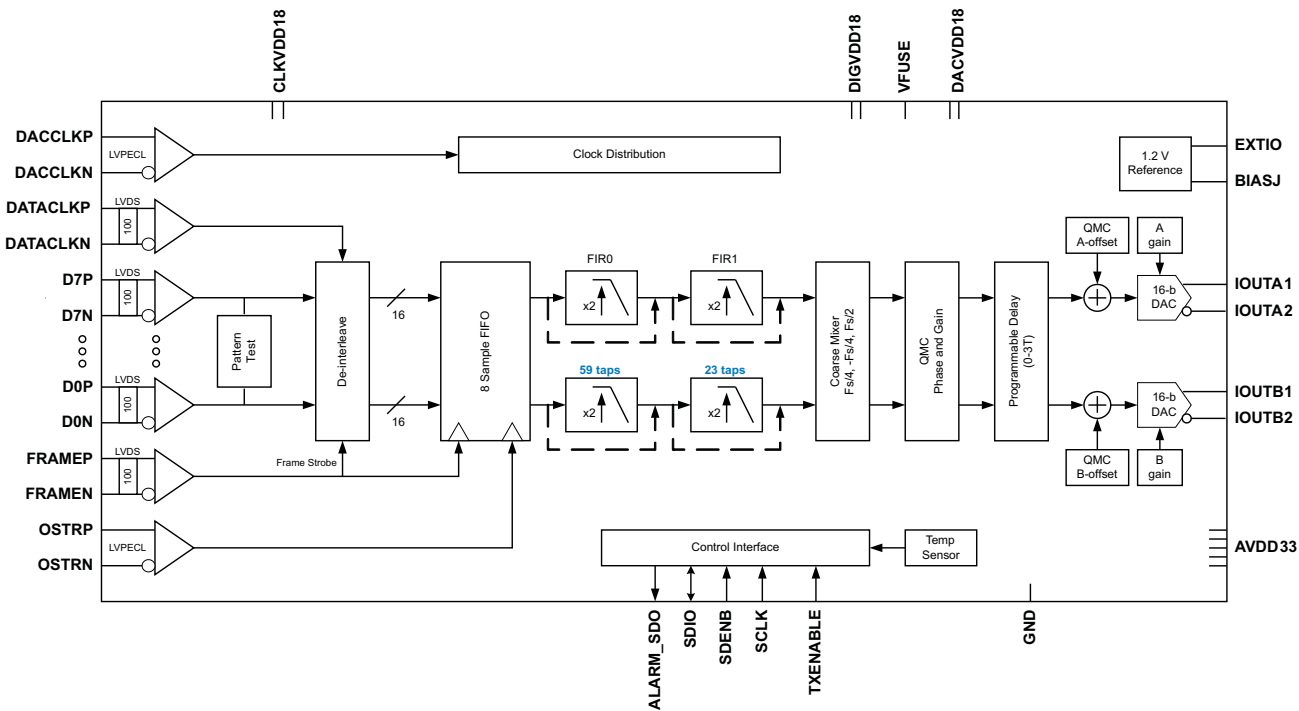 CLKVDD18
DIGVDD18
VFUSE
DACVDD18
DACCLKP
LVPECL
DACCLKN
Clock Distribution
1.2 V
Reference
EXTIO
BIASJ
DATACLKP
LVDS
100
DATACLKN
D7P
LVDS
100
D7N
D0P
LVDS
100
D0N
Pattern
Test
De-interleave
16
16
8 Sample FIFO
FIR0
x2
FIR1
x2
59 taps
x2
23 taps
x2
Coarse Mixer
Fs/4, -Fs/4, Fs/2
QMC
Phase and Gain
Programmable Delay
(0-3T)
QMC
A-offset
A
gain
16-b
DAC
IOUTA1
IOUTA2
16-b
DAC
IOUTB1
IOUTB2
QMC
B-offset
B
gain
FRAMEP
LVDS
100
FRAMEN
Frame Strobe
OSTRP
LVPECL
OSTRN
Control Interface
Temp
Sensor
AVDD33
ALARM_SDO
SDIO
SDENB
SCLK
TXENABLE
GND